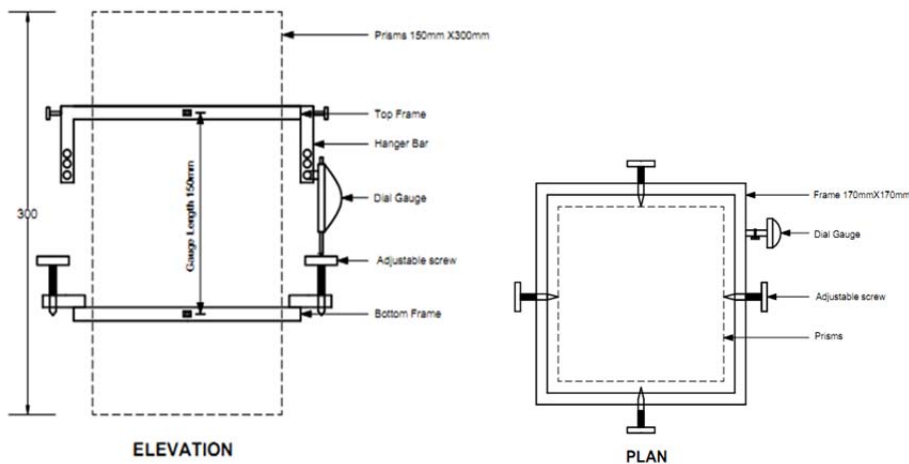 Prisms 150mm X300mm
Top Frame
Hanger Bar
Gauge Length 150mm
300
Dial Gauge
Adjustable screw
Bottom Frame
ELEVATION
Frame 170mmX170mm
Dial Gauge
Adjustable screw
Prisms
PLAN